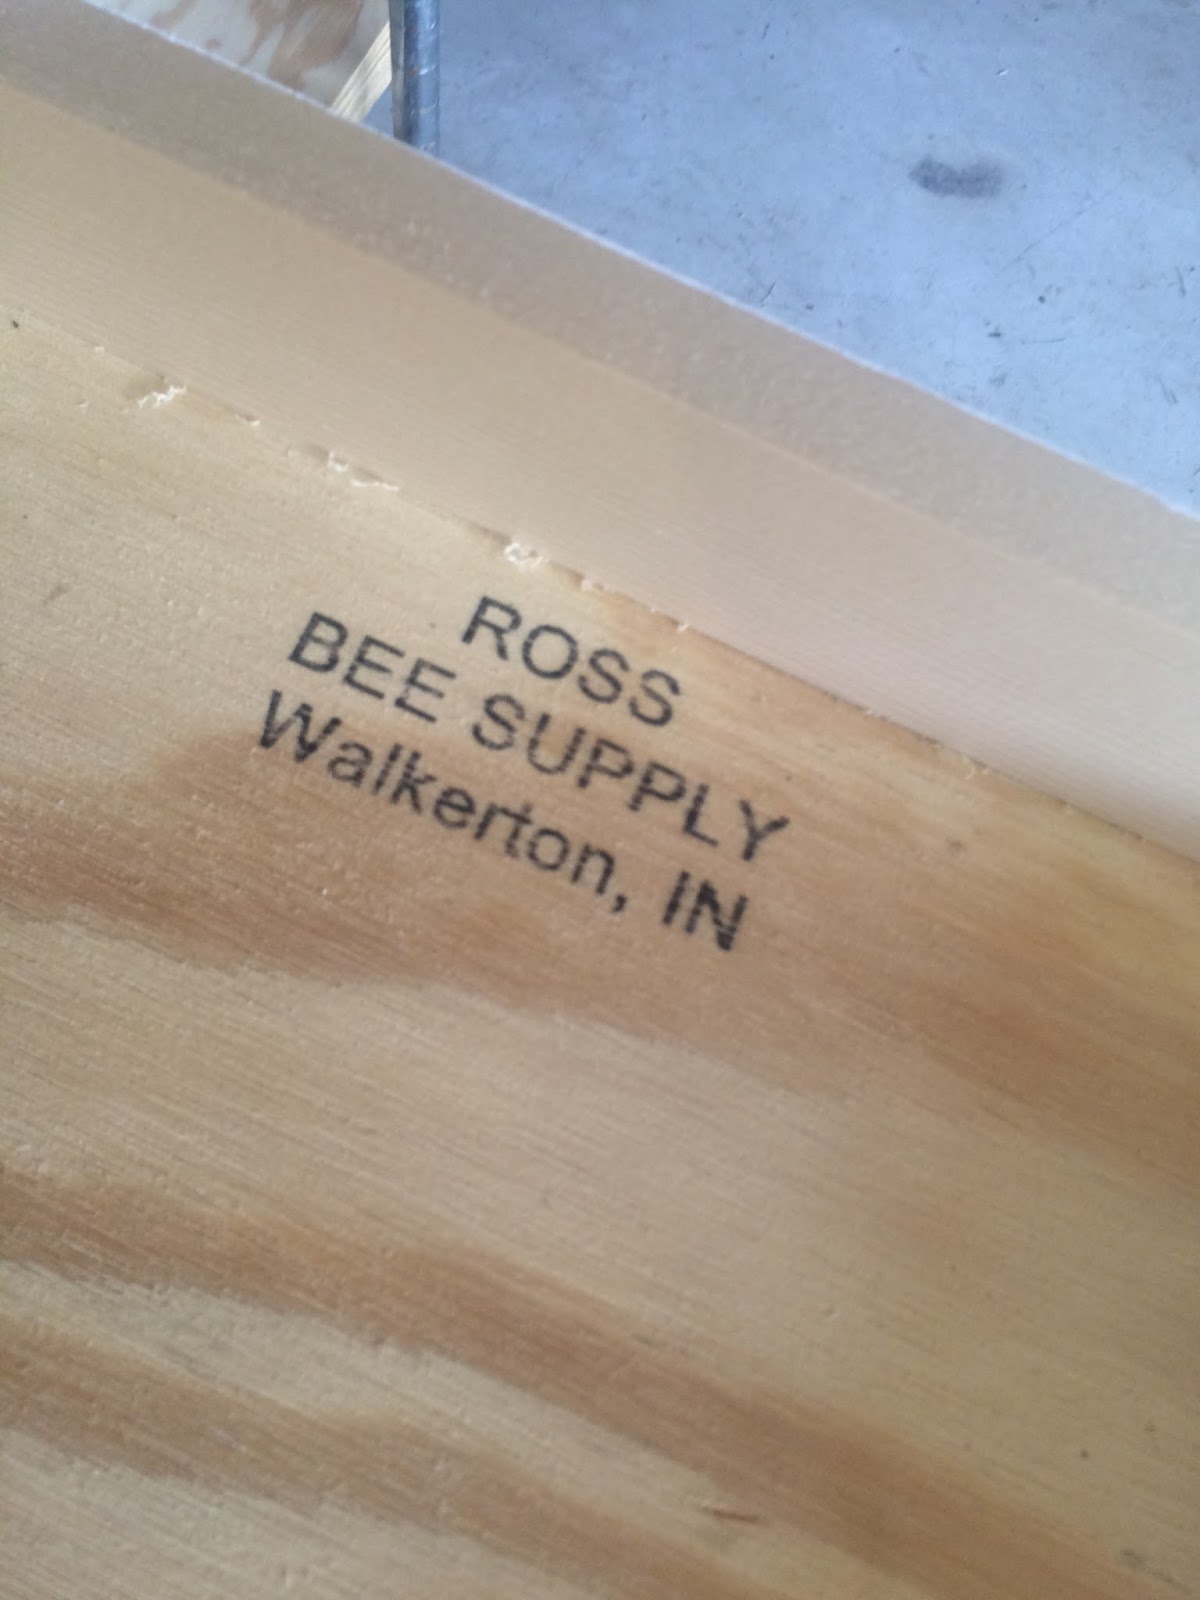 ROSS
BEE SUPPLY
Walkerton, IN